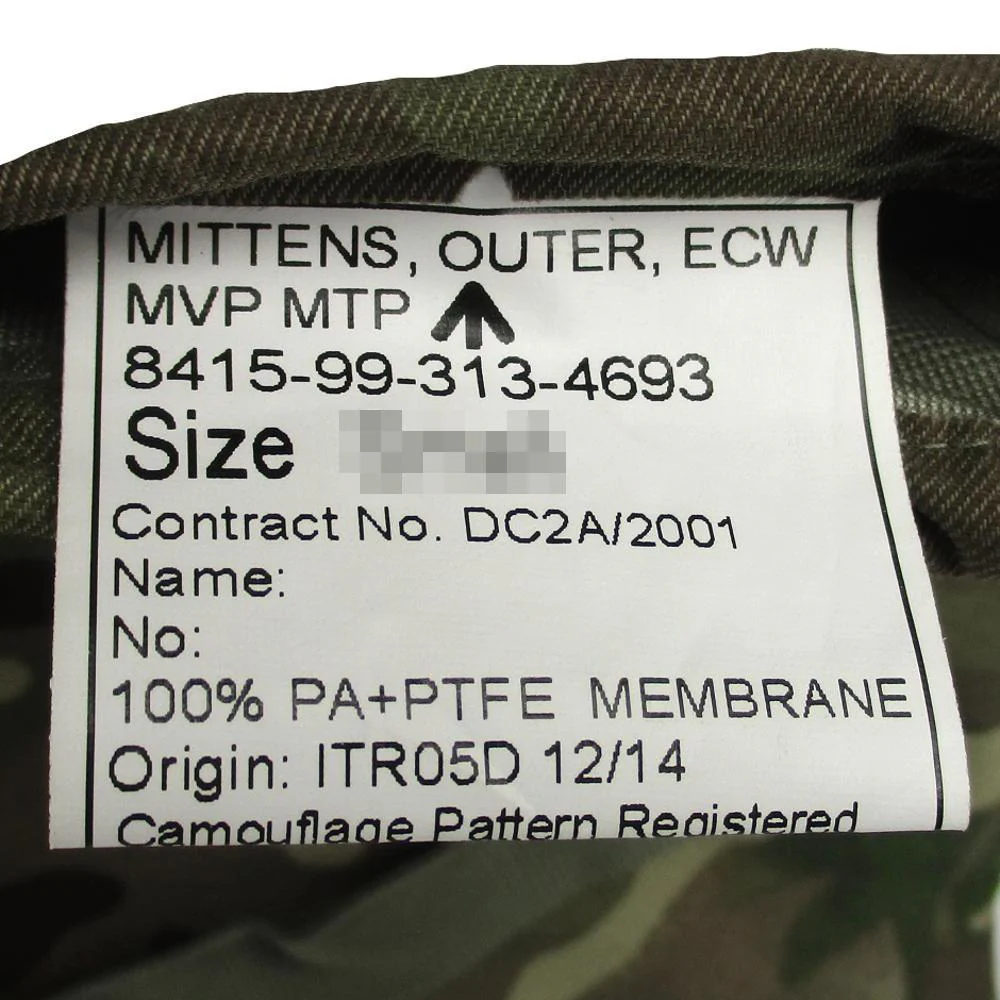 MITTENS, OUTER, ECW
MVP MTP
8415-99-313-4693
Size
Contract No. DC2A/2001
Name:
No:
100% PA+PTFE MEMBRANE
Origin: ITR05D 12/14
Camouflage Pattern Registered